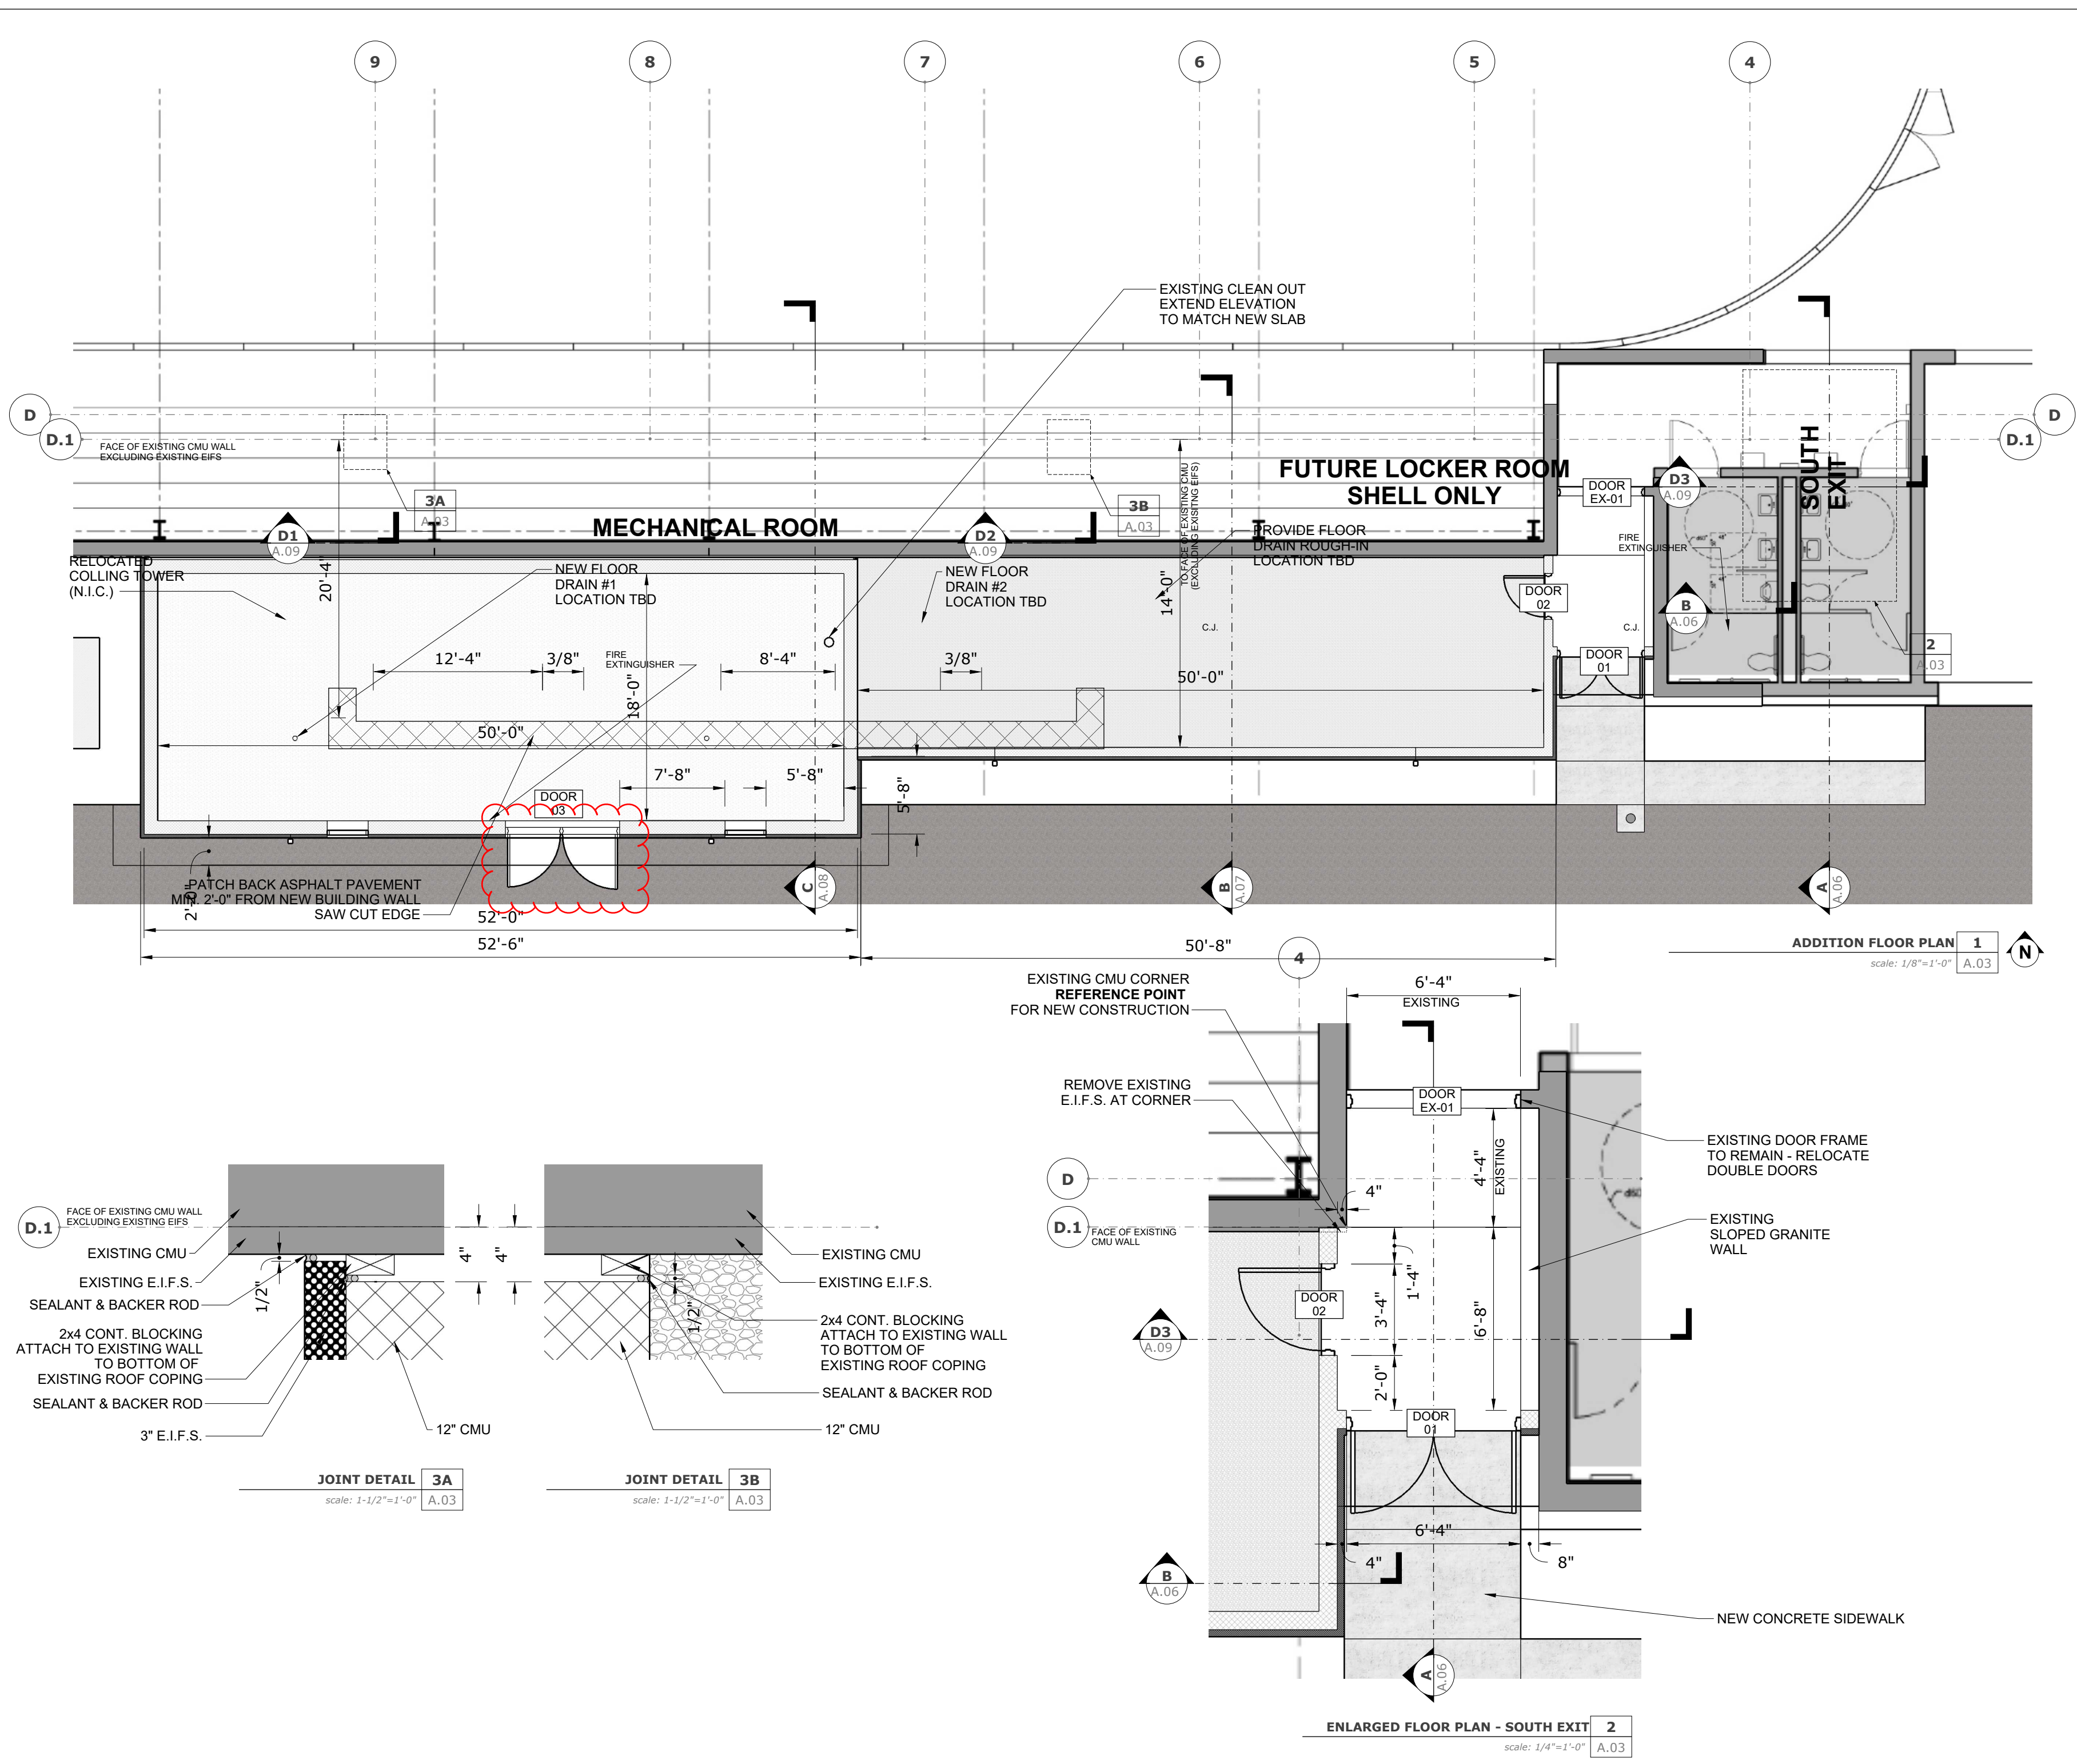 9
8
7
6
5
4
EXISTING CLEAN OUT
EXTEND ELEVATION
TO MATCH NEW SLAB
D
D
D.1
D.1
FACE OF EXISTING CMU WALL
EXCLUDING EXISTING EIFS
3A
A.03
3B
A.03
MECHANICAL ROOM
FUTURE LOCKER ROOM
SHELL ONLY
SOUTH
EXIT
DOOR
EX-01
D3
A.09
D1
A.09
D2
A.09
RELOCATED
COLLING TOWER
(N.I.C.)
20'-4"
NEW FLOOR
DRAIN #1
LOCATION TBD
NEW FLOOR
DRAIN #2
LOCATION TBD
14'-0"
TO FACE OF EXISTING CMU
(EXCLUDING EXISITNG EIFS)
PROVIDE FLOOR
DRAIN ROUGH-IN
LOCATION TBD
FIRE
EXTINGUISHER
DOOR
02
B
A.06
C.J.
C.J.
2
A.03
DOOR
01
12'-4"
3/8"
FIRE
EXTINGUISHER
8'-4"
3/8"
18'-0"
50'-0"
50'-0"
7'-8"
5'-8"
5'-8"
DOOR
03
PATCH BACK ASPHALT PAVEMENT
MIN. 2'-0" FROM NEW BUILDING WALL
SAW CUT EDGE
2'-0"
C
A.08
B
A.07
A
A.06
52'-0"
52'-6"
50'-8"
ADDITION FLOOR PLAN
1
scale: 1/8"=1'-0"
A.03
N
4
EXISTING CMU CORNER
REFERENCE POINT
FOR NEW CONSTRUCTION
6'-4"
EXISTING
REMOVE EXISTING
E.I.F.S. AT CORNER
DOOR
EX-01
EXISTING DOOR FRAME
TO REMAIN - RELOCATE
DOUBLE DOORS
4'-4"
EXISTING
D
4"
D.1
FACE OF EXISTING
CMU WALL
EXISTING
SLOPED GRANITE
WALL
1'-4"
DOOR
02
3'-4"
6'-8"
D3
A.09
2'-0"
DOOR
01
6'-4"
4"
8"
B
A.06
NEW CONCRETE SIDEWALK
A
A.06
ENLARGED FLOOR PLAN - SOUTH EXIT
2
scale: 1/4"=1'-0"
A.03
D.1
FACE OF EXISTING CMU WALL
EXCLUDING EXISTING EIFS
EXISTING CMU
EXISTING E.I.F.S.
SEALANT & BACKER ROD
2x4 CONT. BLOCKING
ATTACH TO EXISTING WALL
TO BOTTOM OF
EXISTING ROOF COPING
SEALANT & BACKER ROD
3" E.I.F.S.
1/2"
4"
12" CMU
JOINT DETAIL
3A
scale: 1-1/2"=1'-0"
A.03
4"
1/2"
EXISTING CMU
EXISTING E.I.F.S.
2x4 CONT. BLOCKING
ATTACH TO EXISTING WALL
TO BOTTOM OF
EXISTING ROOF COPING
SEALANT & BACKER ROD
12" CMU
JOINT DETAIL
3B
scale: 1-1/2"=1'-0"
A.03